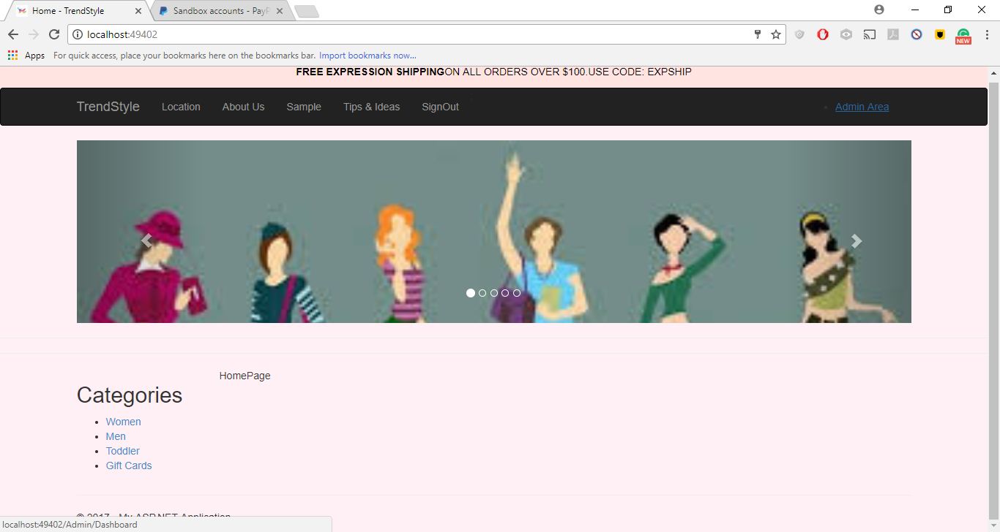 Home - TrendStyle
Sandbox accounts - PayP
localhost:49402
NEW
Apps For quick access, place your bookmarks here on the bookmarks bar. Import bookmarks now...
FREE EXPRESSION SHIPPINGON ALL ORDERS OVER $100.USE CODE: EXPSHIP
TrendStyle Location About Us Sample Tips & Ideas SignOut Admin Area
HomePage
Categories
Women
Men
Toddler
Gift Cards
© 2017 - My ASP.NET Application
localhost:49402/Admin/Dashboard